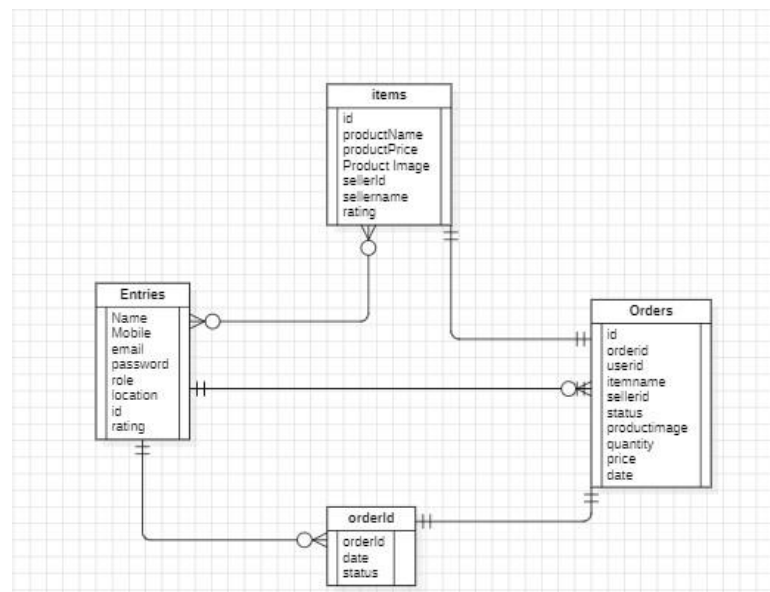 items
id
productName
productPrice
Product Image
sellerId
sellername
rating
Entries
Name
Mobile
email
password
role
location
id
rating
Orders
id
orderid
userid
itemname
sellerid
status
productimage
quantity
price
date
orderId
orderId
date
status